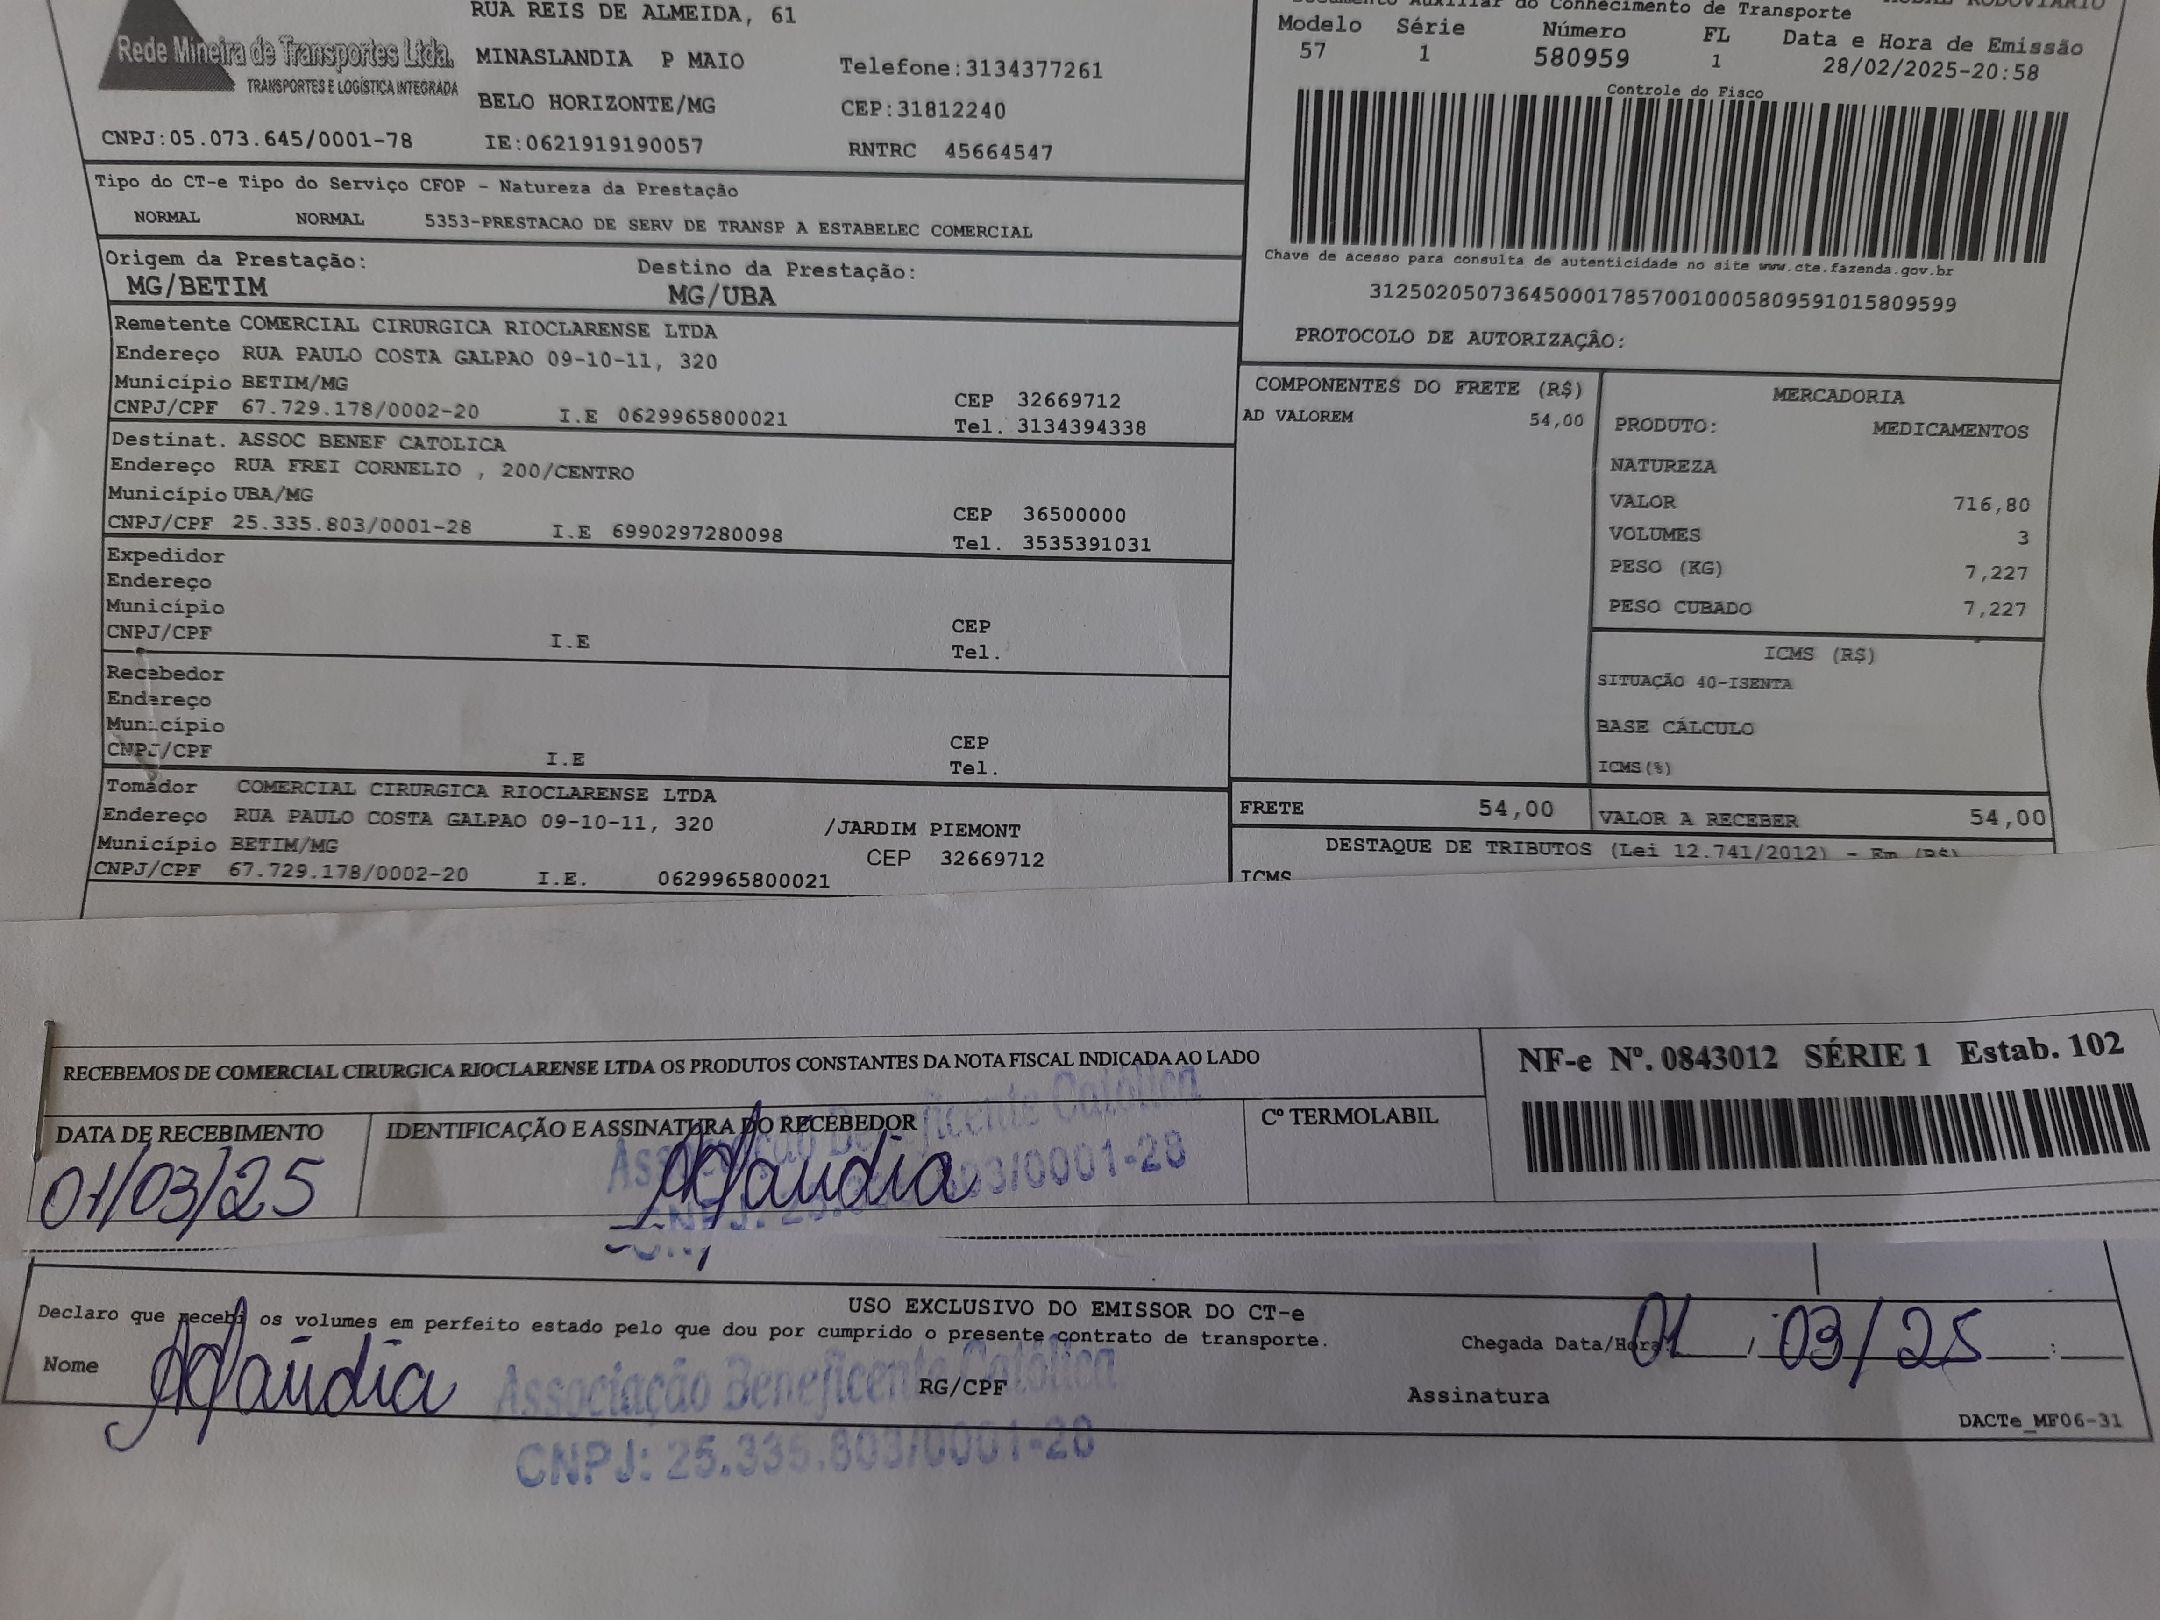 RUA REIS DE ALMEIDA, 61
Rede Mineira de Transportes Ltda.
TRANSPORTES E LOGÍSTICA INTEGRADA
MINASLANDIA P MAIO
Telefone:3134377261
BELO HORIZONTE/MG
CEP:31812240
CNPJ:05.073.645/0001-78
IE:0621919190057
RNTRC 45664547
do Conhecimento de Transporte
MODAL RODOVIARIO
Modelo Série Número FL Data e Hora de Emissão
57 1 580959 1 28/02/2025-20:58
Controle do Fisco
Chave de acesso para consulta de autenticidade no site www.cte.fazenda.gov.br
31250205073645000178570010005809591015809599
PROTOCOLO DE AUTORIZAÇÃO:
Tipo do CT-e Tipo do Serviço CFOP - Natureza da Prestação
NORMAL NORMAL 5353-PRESTACAO DE SERV DE TRANSP A ESTABELEC COMERCIAL
Origem da Prestação: Destino da Prestação:
MG/BETIM MG/UBA
Remetente COMERCIAL CIRURGICA RIOCLARENSE LTDA
Endereço RUA PAULO COSTA GALPAO 09-10-11, 320
Município BETIM/MG CEP 32669712
CNPJ/CPF 67.729.178/0002-20 I.E 0629965800021 Tel. 3134394338
Destinat. ASSOC BENEF CATOLICA
Endereço RUA FREI CORNELIO , 200/CENTRO
Município UBA/MG CEP 36500000
CNPJ/CPF 25.335.803/0001-28 I.E 6990297280098 Tel. 3535391031
Expedidor
Endereço
Município CEP
CNPJ/CPF I.E Tel.
Recebedor
Endereço
Município CEP
CNPJ/CPF I.E Tel.
Tomador COMERCIAL CIRURGICA RIOCLARENSE LTDA
Endereço RUA PAULO COSTA GALPAO 09-10-11, 320 /JARDIM PIEMONT
Município BETIM/MG CEP 32669712
CNPJ/CPF 67.729.178/0002-20 I.E. 0629965800021
COMPONENTES DO FRETE (R$)
AD VALOREM 54,00
MERCADORIA
PRODUTO: MEDICAMENTOS
NATUREZA
VALOR 716,80
VOLUMES 3
PESO (KG) 7,227
PESO CUBADO 7,227
ICMS (R$)
SITUAÇÃO 40-ISENTA
BASE CÁLCULO
ICMS(%)
FRETE 54,00 VALOR A RECEBER 54,00
DESTAQUE DE TRIBUTOS (Lei 12.741/2012) - Em (R$)
ICMS
RECEBEMOS DE COMERCIAL CIRURGICA RIOCLARENSE LTDA OS PRODUTOS CONSTANTES DA NOTA FISCAL INDICADA AO LADO
NF-e Nº. 0843012 SÉRIE 1 Estab. 102
DATA DE RECEBIMENTO IDENTIFICAÇÃO E ASSINATURA DO RECEBEDOR Cº TERMOLABIL
Associação Beneficente Católica
01/03/25
USO EXCLUSIVO DO EMISSOR DO CT-e
Declaro que recebi os volumes em perfeito estado pelo que dou por cumprido o presente contrato de transporte.
Chegada Data/Hora: 01/03/25 :
Nome RG/CPF Assinatura
Associação Beneficente Católica
CNPJ: 25.335.803/0001-28
DACTe_MF06-31